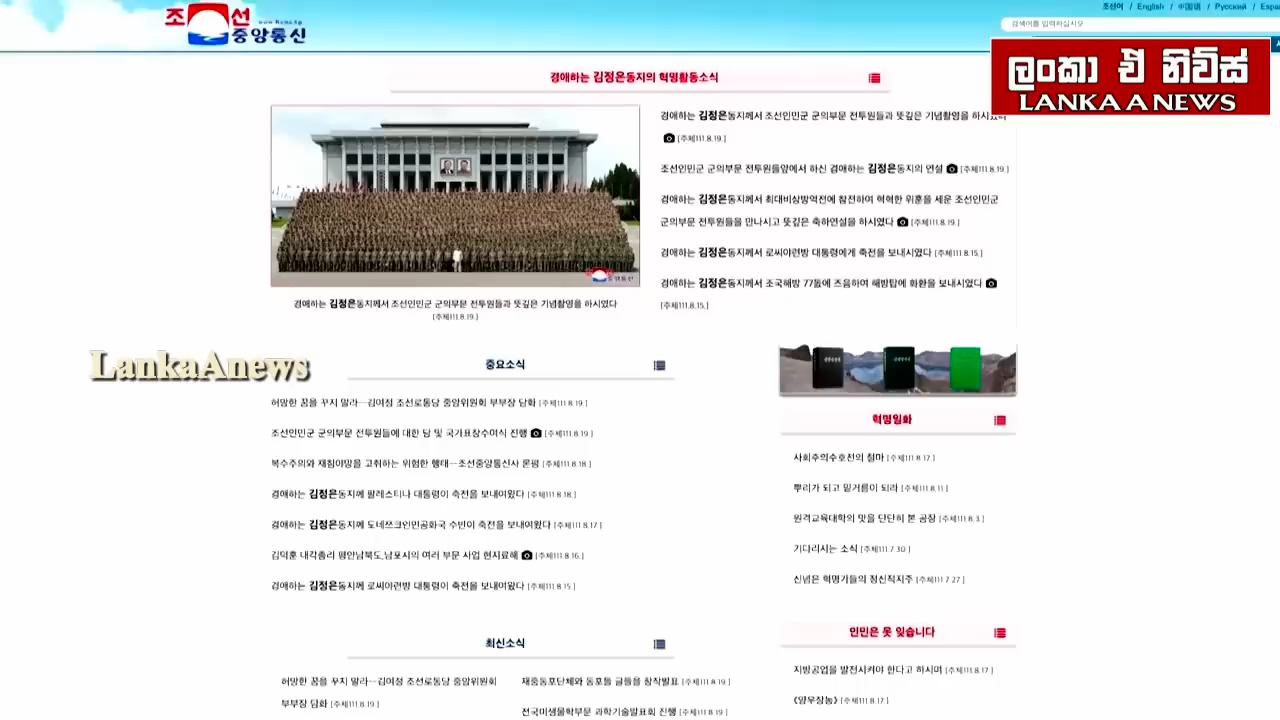 조선
www.kcna.kp
중앙통신
조선어 / English / 中国语 / Русский / Espa
검색어를 입력하십시오
ලංකා ඒ නිව්ස්
LANKA A NEWS
경애하는 김정은동지의 혁명활동소식
경애하는 김정은동지께서 조선인민군 군의부문 전투원들과 뜻깊은 기념촬영을 하시였다
[주체111.8.19.]
조선인민군 군의부문 전투원들앞에서 하신 경애하는 김정은동지의 연설 [주체111.8.19.]
경애하는 김정은동지께서 최대비상방역전에 참전하여 혁혁한 위훈을 세운 조선인민군
군의부문 전투원들을 만나시고 뜻깊은 축하연설을 하시였다 [주체111.8.19.]
경애하는 김정은동지께서 로씨야련방 대통령에게 축전을 보내시였다 [주체111.8.15.]
경애하는 김정은동지께서 조국해방 77돐에 즈음하여 해방탑에 화환을 보내시였다
[주체111.8.15.]
경애하는 김정은동지께서 조선인민군 군의부문 전투원들과 뜻깊은 기념촬영을 하시였다
[주체111.8.19.]
LankaAnews
중요소식
허망한 꿈을 꾸지 말라--김여정 조선로동당 중앙위원회 부부장 담화 [주체111.8.19.]
조선인민군 군의부문 전투원들에 대한 당 및 국가표창수여식 진행 [주체111.8.19.]
복수주의와 재침야망을 고취하는 위험한 행태--조선중앙통신사 론평 [주체111.8.18.]
경애하는 김정은동지께 팔레스티나 대통령이 축전을 보내여왔다 [주체111.8.18.]
경애하는 김정은동지께 도네쯔크인민공화국 수반이 축전을 보내여왔다 [주체111.8.17.]
김덕훈 내각총리 평안남북도,남포시의 여러 부문 사업 현지료해 [주체111.8.16.]
경애하는 김정은동지께 로씨야련방 대통령이 축전을 보내여왔다 [주체111.8.15.]
혁명일화
사회주의수호전의 철마 [주체111.8.17.]
뿌리가 되고 밑거름이 되라 [주체111.8.11.]
원격교육대학의 맛을 단단히 본 공장 [주체111.8.3.]
기다리시는 소식 [주체111.7.30.]
신념은 혁명가들의 정신적지주 [주체111.7.27.]
인민은 못 잊습니다
지방공업을 발전시켜야 한다고 하시며 [주체111.8.17.]
《양우장농》 [주체111.8.17.]
최신소식
허망한 꿈을 꾸지 말라--김여정 조선로동당 중앙위원회
부부장 담화 [주체111.8.19.]
재중동포단체와 동포들 글들을 창작발표 [주체111.8.19.]
전국미생물학부문 과학기술발표회 진행 [주체111.8.19.]